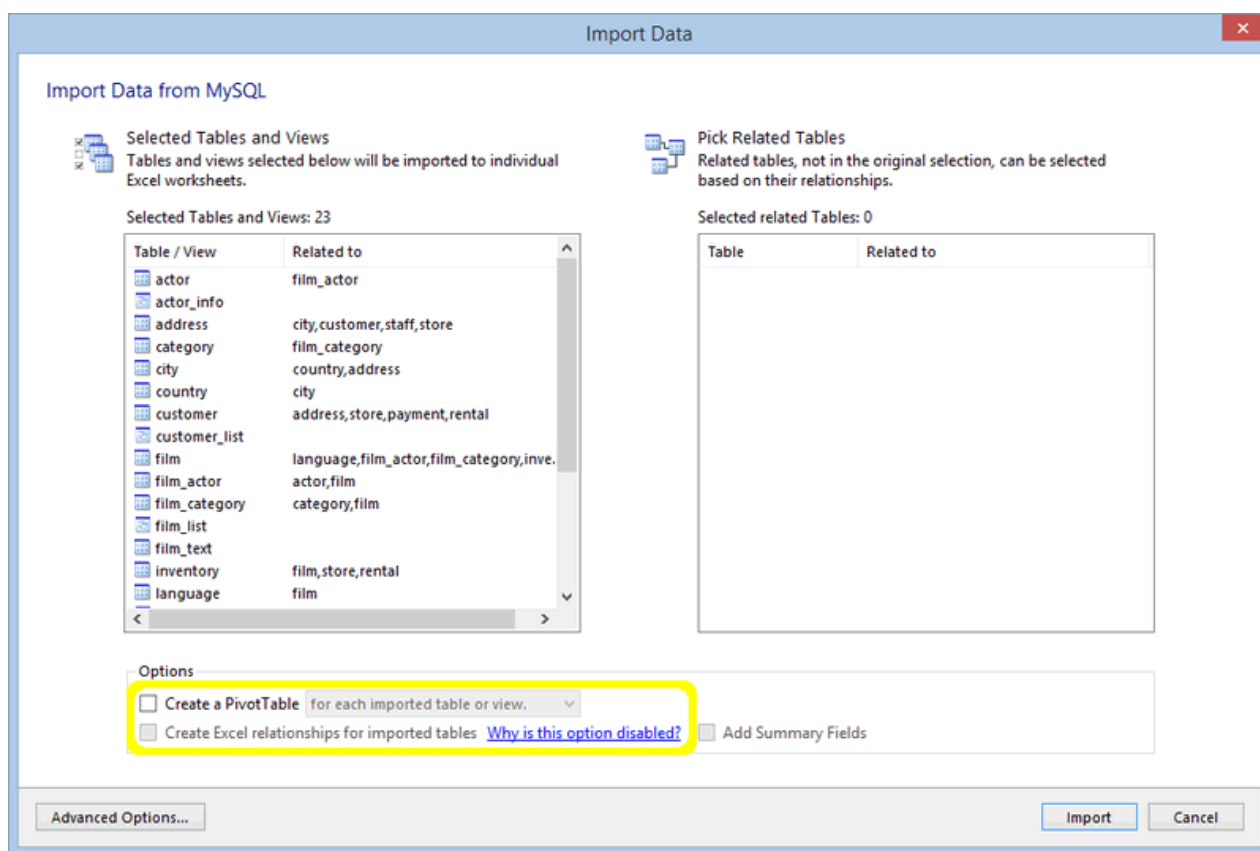 Import Data
Import Data from MySQL
Selected Tables and Views
Tables and views selected below will be imported to individual
Excel worksheets.
Selected Tables and Views: 23
Table / View Related to
actor film_actor
actor_info
address city,customer,staff,store
category film_category
city country,address
country city
customer address,store,payment,rental
customer_list
film language,film_actor,film_category,inve.
film_actor actor,film
film_category category,film
film_list
film_text
inventory film,store,rental
language film
Pick Related Tables
Related tables, not in the original selection, can be selected
based on their relationships.
Selected related Tables: 0
Table Related to
Options
Create a PivotTable for each imported table or view.
Create Excel relationships for imported tables Why is this option disabled? Add Summary Fields
Advanced Options... Import Cancel